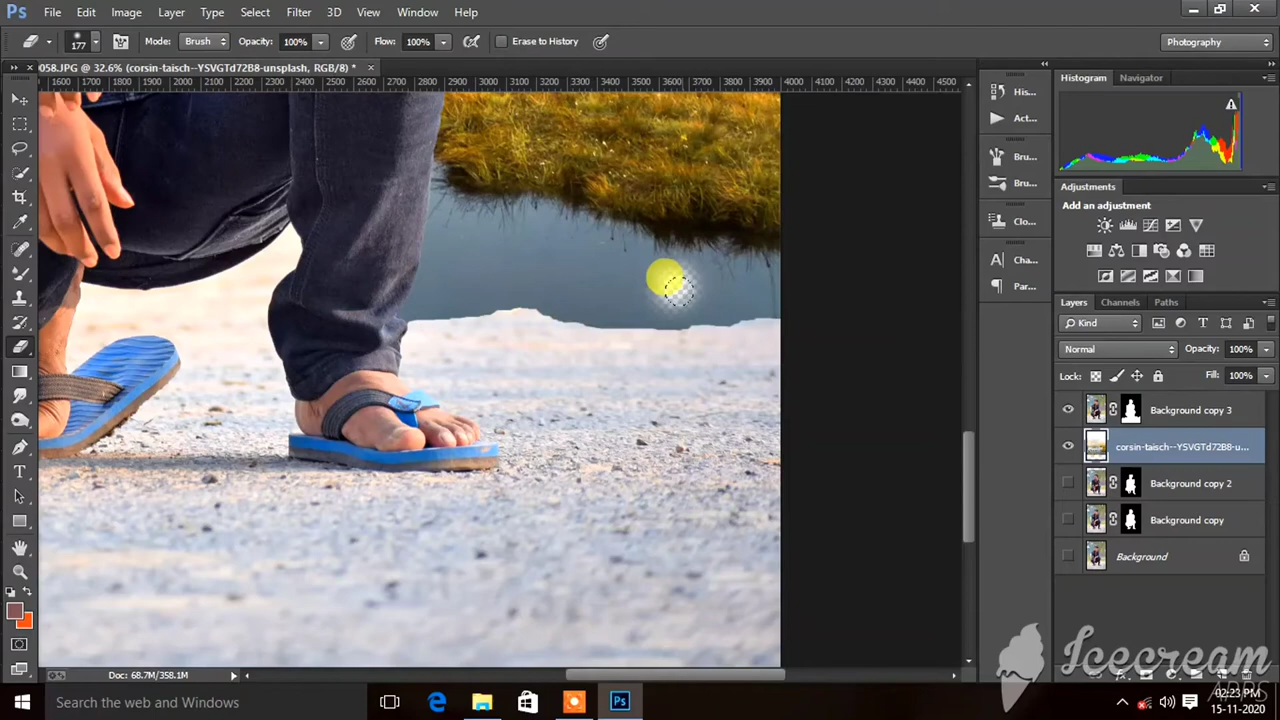 Ps File Edit Image Layer Type Select Filter 3D View Window Help
177 Mode: Brush Opacity: 100% Flow: 100% Erase to History Photography
058.JPG @ 32.6% (corsin-taisch--YSVGTd72B8-unsplash, RGB/8) *
1600 1700 1800 1900 2000 2100 2200 2300 2400 2500 2600 2700 2800 2900 3000 3100 3200 3300 3400 3500 3600 3700 3800 3900 4000 4100 4200 4300 4400 4500
Histogram Navigator
His...
Act...
Bru...
Bru...
Clo...
Cha...
Par...
Adjustments
Add an adjustment
Layers Channels Paths
Kind
Normal Opacity: 100%
Lock: Fill: 100%
Background copy 3
corsin-taisch--YSVGTd72B8-u...
Background copy 2
Background copy
Background
Doc: 68.7M/358.1M
Icecream
APPS
Search the web and Windows
02:23 PM
15-11-2020